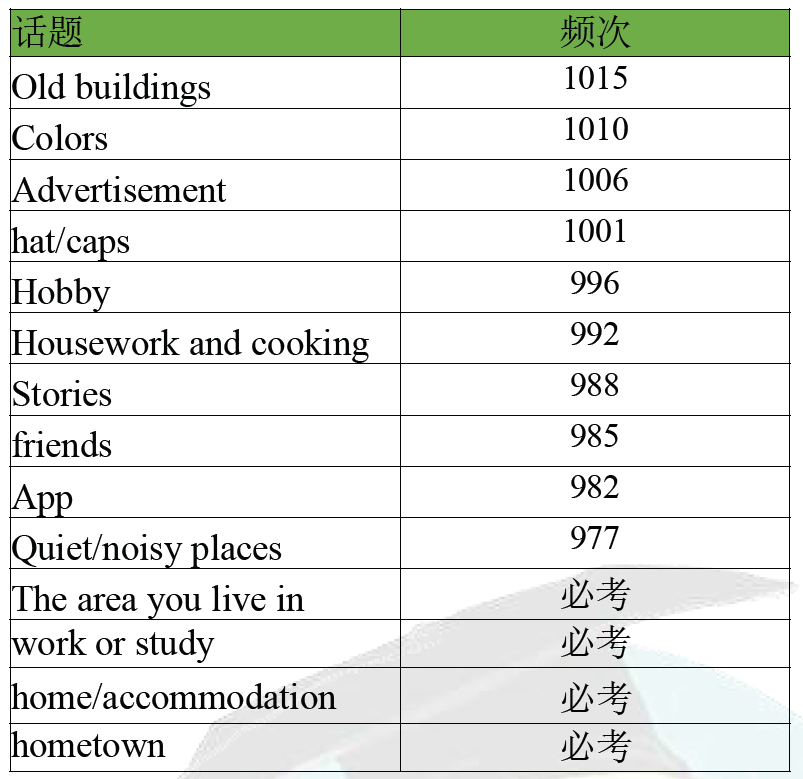 话题 频次
Old buildings 1015
Colors 1010
Advertisement 1006
hat/caps 1001
Hobby 996
Housework and cooking 992
Stories 988
friends 985
App 982
Quiet/noisy places 977
The area you live in 必考
work or study 必考
home/accommodation 必考
hometown 必考